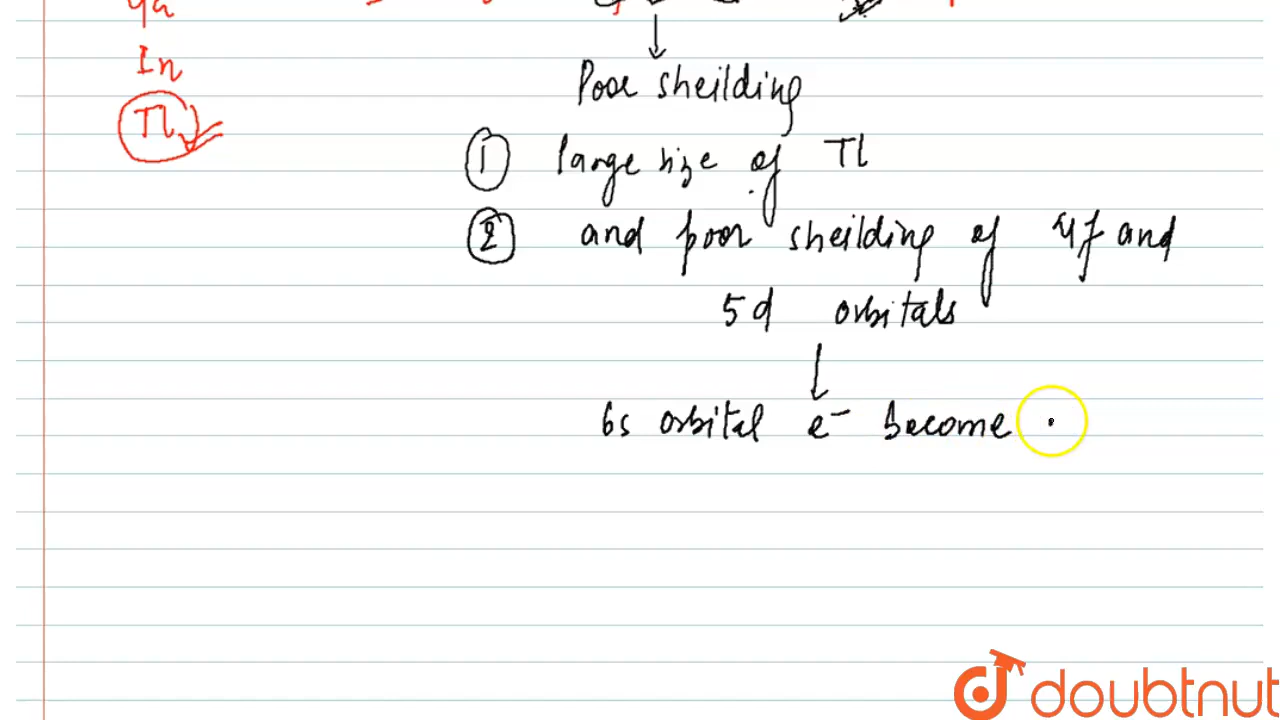 Ga
In
Tl
Poor sheilding
1 large size of Tl
2 and poor sheilding of 4f and
5d orbitals
6s orbital e⁻ become
doubtnut